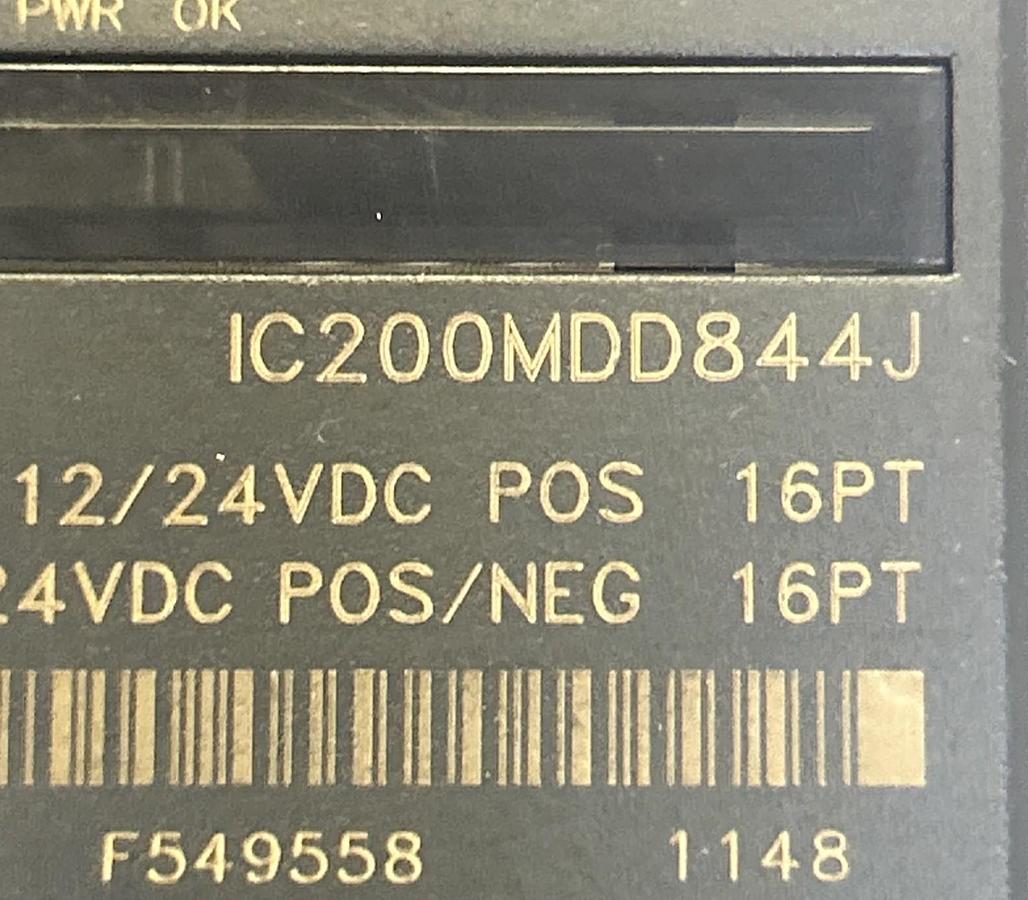 PWR OK
IC200MDD844J
12/24VDC POS 16PT
24VDC POS/NEG 16PT
F549558 1148